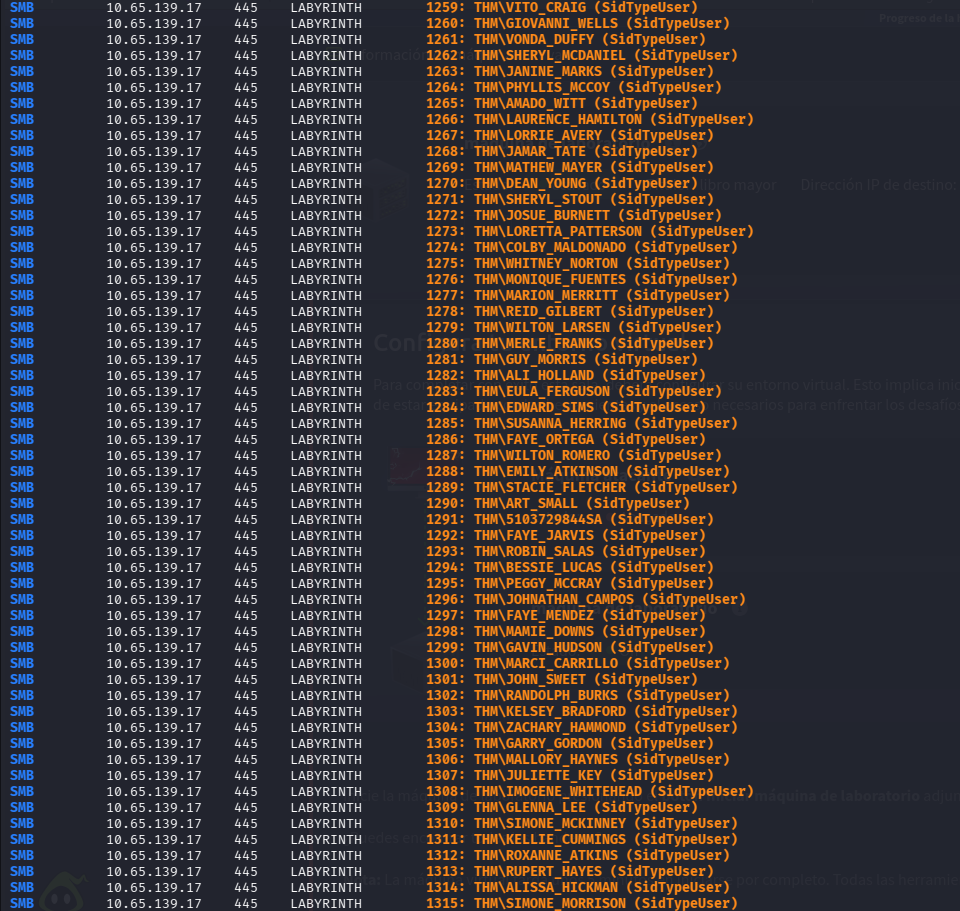 SMB 10.65.139.17 445 LABYRINTH 1259: THM\VITO_CRAIG (SidTypeUser)
SMB 10.65.139.17 445 LABYRINTH 1260: THM\GIOVANNI_WELLS (SidTypeUser)
SMB 10.65.139.17 445 LABYRINTH 1261: THM\VONDA_DUFFY (SidTypeUser)
SMB 10.65.139.17 445 LABYRINTH 1262: THM\SHERYL_MCDANIEL (SidTypeUser)
SMB 10.65.139.17 445 LABYRINTH 1263: THM\JANINE_MARKS (SidTypeUser)
SMB 10.65.139.17 445 LABYRINTH 1264: THM\PHYLLIS_MCCOY (SidTypeUser)
SMB 10.65.139.17 445 LABYRINTH 1265: THM\AMADO_WITT (SidTypeUser)
SMB 10.65.139.17 445 LABYRINTH 1266: THM\LAURENCE_HAMILTON (SidTypeUser)
SMB 10.65.139.17 445 LABYRINTH 1267: THM\LORRIE_AVERY (SidTypeUser)
SMB 10.65.139.17 445 LABYRINTH 1268: THM\JAMAR_TATE (SidTypeUser)
SMB 10.65.139.17 445 LABYRINTH 1269: THM\MATHEW_MAYER (SidTypeUser)
SMB 10.65.139.17 445 LABYRINTH 1270: THM\DEAN_YOUNG (SidTypeUser) libro mayor Dirección IP de destino:
SMB 10.65.139.17 445 LABYRINTH 1271: THM\SHERYL_STOUT (SidTypeUser)
SMB 10.65.139.17 445 LABYRINTH 1272: THM\JOSUE_BURNETT (SidTypeUser)
SMB 10.65.139.17 445 LABYRINTH 1273: THM\LORETTA_PATTERSON (SidTypeUser)
SMB 10.65.139.17 445 LABYRINTH 1274: THM\COLBY_MALDONADO (SidTypeUser)
SMB 10.65.139.17 445 LABYRINTH 1275: THM\WHITNEY_NORTON (SidTypeUser)
SMB 10.65.139.17 445 LABYRINTH 1276: THM\MONIQUE_FUENTES (SidTypeUser)
SMB 10.65.139.17 445 LABYRINTH 1277: THM\MARION_MERRITT (SidTypeUser)
SMB 10.65.139.17 445 LABYRINTH 1278: THM\REID_GILBERT (SidTypeUser)
SMB 10.65.139.17 445 LABYRINTH 1279: THM\WILTON_LARSEN (SidTypeUser)
SMB 10.65.139.17 445 LABYRINTH 1280: THM\MERLE_FRANKS (SidTypeUser)
SMB 10.65.139.17 445 LABYRINTH 1281: THM\GUY_MORRIS (SidTypeUser)
SMB 10.65.139.17 445 LABYRINTH 1282: THM\ALI_HOLLAND (SidTypeUser)
SMB 10.65.139.17 445 LABYRINTH 1283: THM\EULA_FERGUSON (SidTypeUser)
SMB 10.65.139.17 445 LABYRINTH 1284: THM\EDWARD_SIMS (SidTypeUser)
SMB 10.65.139.17 445 LABYRINTH 1285: THM\SUSANNA_HERRING (SidTypeUser)
SMB 10.65.139.17 445 LABYRINTH 1286: THM\FAYE_ORTEGA (SidTypeUser)
SMB 10.65.139.17 445 LABYRINTH 1287: THM\WILTON_ROMERO (SidTypeUser)
SMB 10.65.139.17 445 LABYRINTH 1288: THM\EMILY_ATKINSON (SidTypeUser)
SMB 10.65.139.17 445 LABYRINTH 1289: THM\STACIE_FLETCHER (SidTypeUser)
SMB 10.65.139.17 445 LABYRINTH 1290: THM\ART_SMALL (SidTypeUser)
SMB 10.65.139.17 445 LABYRINTH 1291: THM\5103729844SA (SidTypeUser)
SMB 10.65.139.17 445 LABYRINTH 1292: THM\FAYE_JARVIS (SidTypeUser)
SMB 10.65.139.17 445 LABYRINTH 1293: THM\ROBIN_SALAS (SidTypeUser)
SMB 10.65.139.17 445 LABYRINTH 1294: THM\BESSIE_LUCAS (SidTypeUser)
SMB 10.65.139.17 445 LABYRINTH 1295: THM\PEGGY_MCCRAY (SidTypeUser)
SMB 10.65.139.17 445 LABYRINTH 1296: THM\JOHNATHAN_CAMPOS (SidTypeUser)
SMB 10.65.139.17 445 LABYRINTH 1297: THM\FAYE_MENDEZ (SidTypeUser)
SMB 10.65.139.17 445 LABYRINTH 1298: THM\MAMIE_DOWNS (SidTypeUser)
SMB 10.65.139.17 445 LABYRINTH 1299: THM\GAVIN_HUDSON (SidTypeUser)
SMB 10.65.139.17 445 LABYRINTH 1300: THM\MARCI_CARRILLO (SidTypeUser)
SMB 10.65.139.17 445 LABYRINTH 1301: THM\JOHN_SWEET (SidTypeUser)
SMB 10.65.139.17 445 LABYRINTH 1302: THM\RANDOLPH_BURKS (SidTypeUser)
SMB 10.65.139.17 445 LABYRINTH 1303: THM\KELSEY_BRADFORD (SidTypeUser)
SMB 10.65.139.17 445 LABYRINTH 1304: THM\ZACHARY_HAMMOND (SidTypeUser)
SMB 10.65.139.17 445 LABYRINTH 1305: THM\GARRY_GORDON (SidTypeUser)
SMB 10.65.139.17 445 LABYRINTH 1306: THM\MALLORY_HAYNES (SidTypeUser)
SMB 10.65.139.17 445 LABYRINTH 1307: THM\JULIETTE_KEY (SidTypeUser)
SMB 10.65.139.17 445 LABYRINTH 1308: THM\IMOGENE_WHITEHEAD (SidTypeUser)
SMB 10.65.139.17 445 LABYRINTH 1309: THM\GLENNA_LEE (SidTypeUser)
SMB 10.65.139.17 445 LABYRINTH 1310: THM\SIMONE_MCKINNEY (SidTypeUser)
SMB 10.65.139.17 445 LABYRINTH 1311: THM\KELLIE_CUMMINGS (SidTypeUser)
SMB 10.65.139.17 445 LABYRINTH 1312: THM\ROXANNE_ATKINS (SidTypeUser)
SMB 10.65.139.17 445 LABYRINTH 1313: THM\RUPERT_HAYES (SidTypeUser)
SMB 10.65.139.17 445 LABYRINTH 1314: THM\ALISSA_HICKMAN (SidTypeUser)
SMB 10.65.139.17 445 LABYRINTH 1315: THM\SIMONE_MORRISON (SidTypeUser)